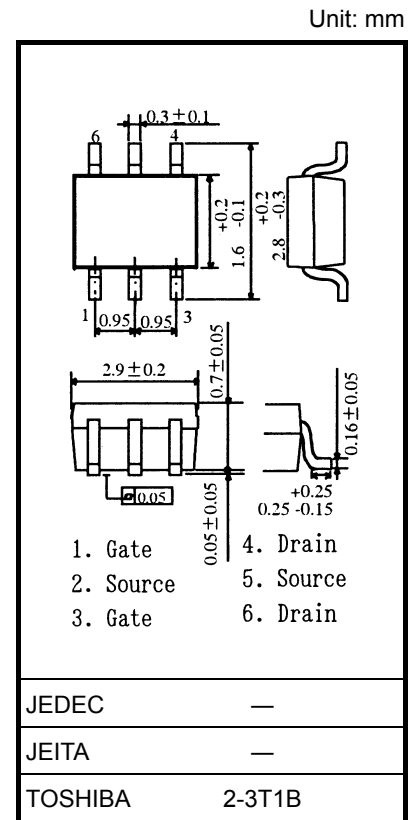 Unit: mm
0.3±0.1
6 4
+0.2
1.6 -0.1
+0.2
2.8 -0.3
1 0.95 0.95 3
2.9±0.2
0.7±0.05
0.16±0.05
0.05
0.05±0.05
+0.25
0.25 -0.15
1. Gate
2. Source
3. Gate
4. Drain
5. Source
6. Drain
JEDEC —
JEITA —
TOSHIBA 2-3T1B